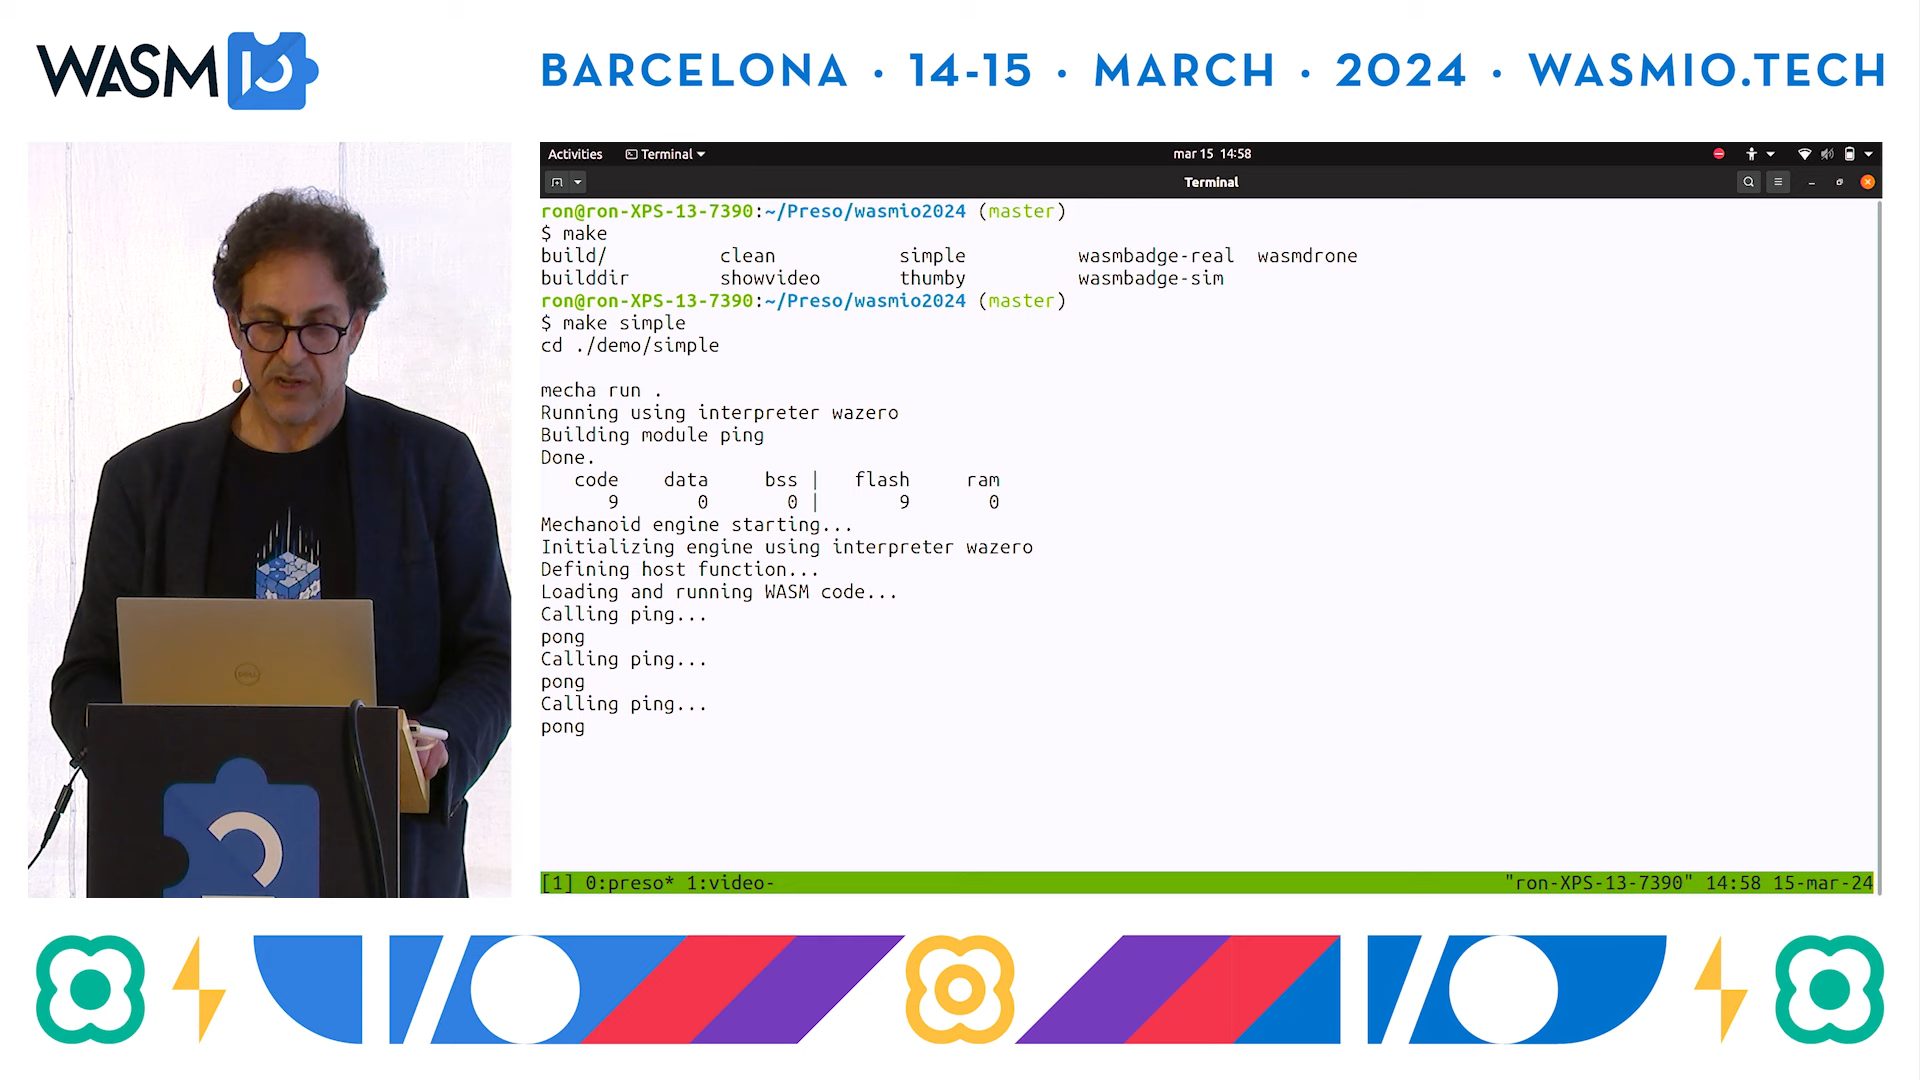 WASM IO
BARCELONA · 14-15 · MARCH · 2024 · WASMIO.TECH
Activities Terminal mar 15 14:58
Terminal
ron@ron-XPS-13-7390:~/Preso/wasmio2024 (master)
$ make
build/ clean simple wasmbadge-real wasmdrone
builddir showvideo thumby wasmbadge-sim
ron@ron-XPS-13-7390:~/Preso/wasmio2024 (master)
$ make simple
cd ./demo/simple
mecha run .
Running using interpreter wazero
Building module ping
Done.
code data bss | flash ram
9 0 0 | 9 0
Mechanoid engine starting...
Initializing engine using interpreter wazero
Defining host function...
Loading and running WASM code...
Calling ping...
pong
Calling ping...
pong
Calling ping...
pong
[1] 0:preso* 1:video- "ron-XPS-13-7390" 14:58 15-mar-24
DELL